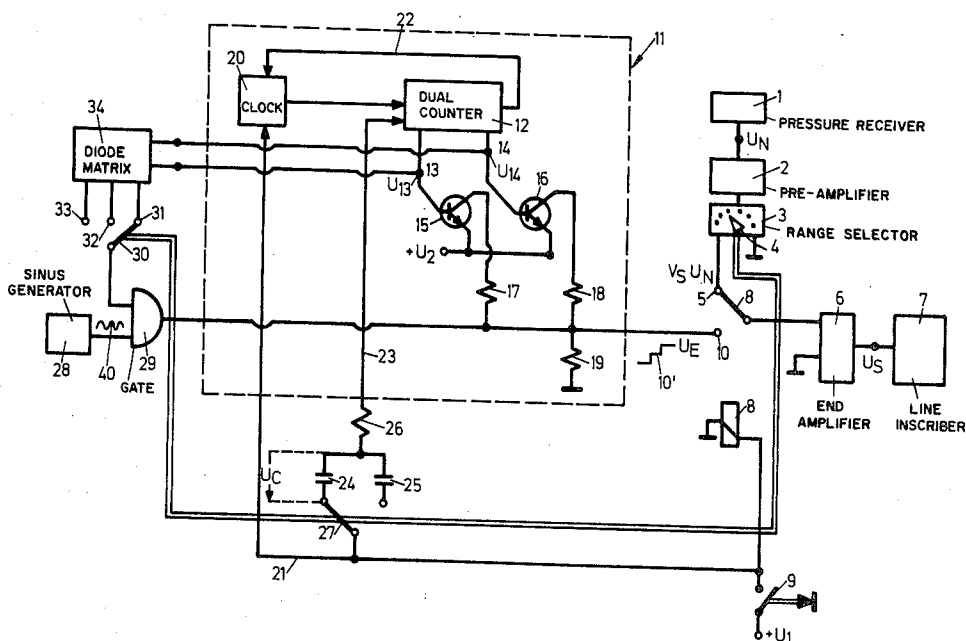 22
11
20
CLOCK
DUAL
COUNTER
12
34
DIODE
MATRIX
14
13
U14
U13
16
15
+U2
33
32
31
30
17
18
SINUS
GENERATOR
28
40
29
GATE
23
19
UE
10'
10
1
PRESSURE RECEIVER
UN
2
PRE-AMPLIFIER
3
RANGE SELECTOR
4
VS UN
5
8
6
7
US
END
AMPLIFIER
LINE
INSCRIBER
8
26
UC
24
25
27
21
9
+U1